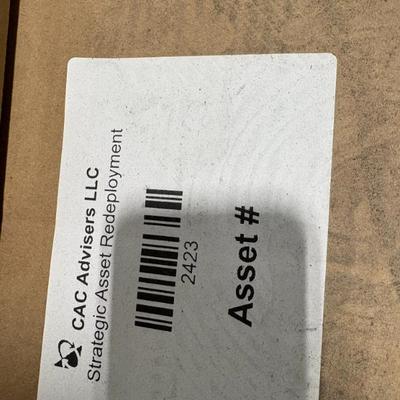 CAC Advisers LLC
Strategic Asset Redeployment
2423
Asset #